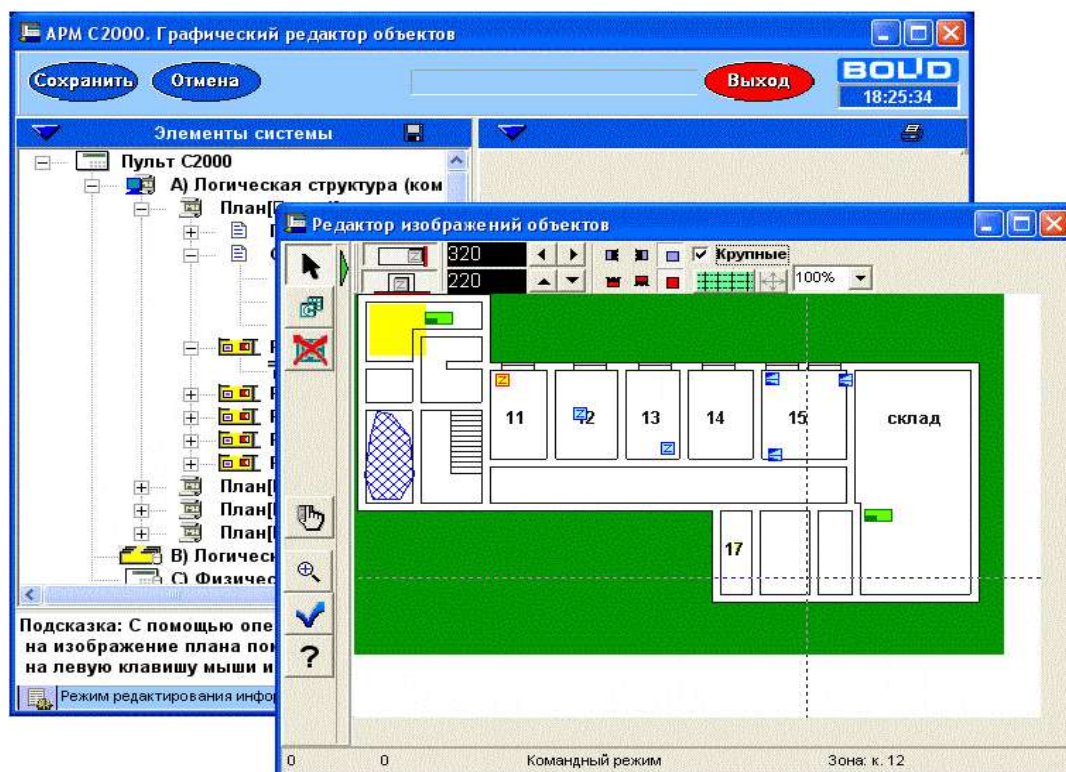 АРМ С2000. Графический редактор объектов
Сохранить
Отмена
Выход
BOLID
18:25:34
Элементы системы
Пульт С2000
А) Логическая структура (ком
План[
План[
План[
План[
В) Логичес
С) Физичес
Подсказка: С помощью опе
на изображение плана пок
на левую клавишу мыши и
Режим редактирования инфо
Редактор изображений объектов
320
220
Крупные
100%
11
12
13
14
15
склад
17
?
0
0
Командный режим
Зона: к. 12